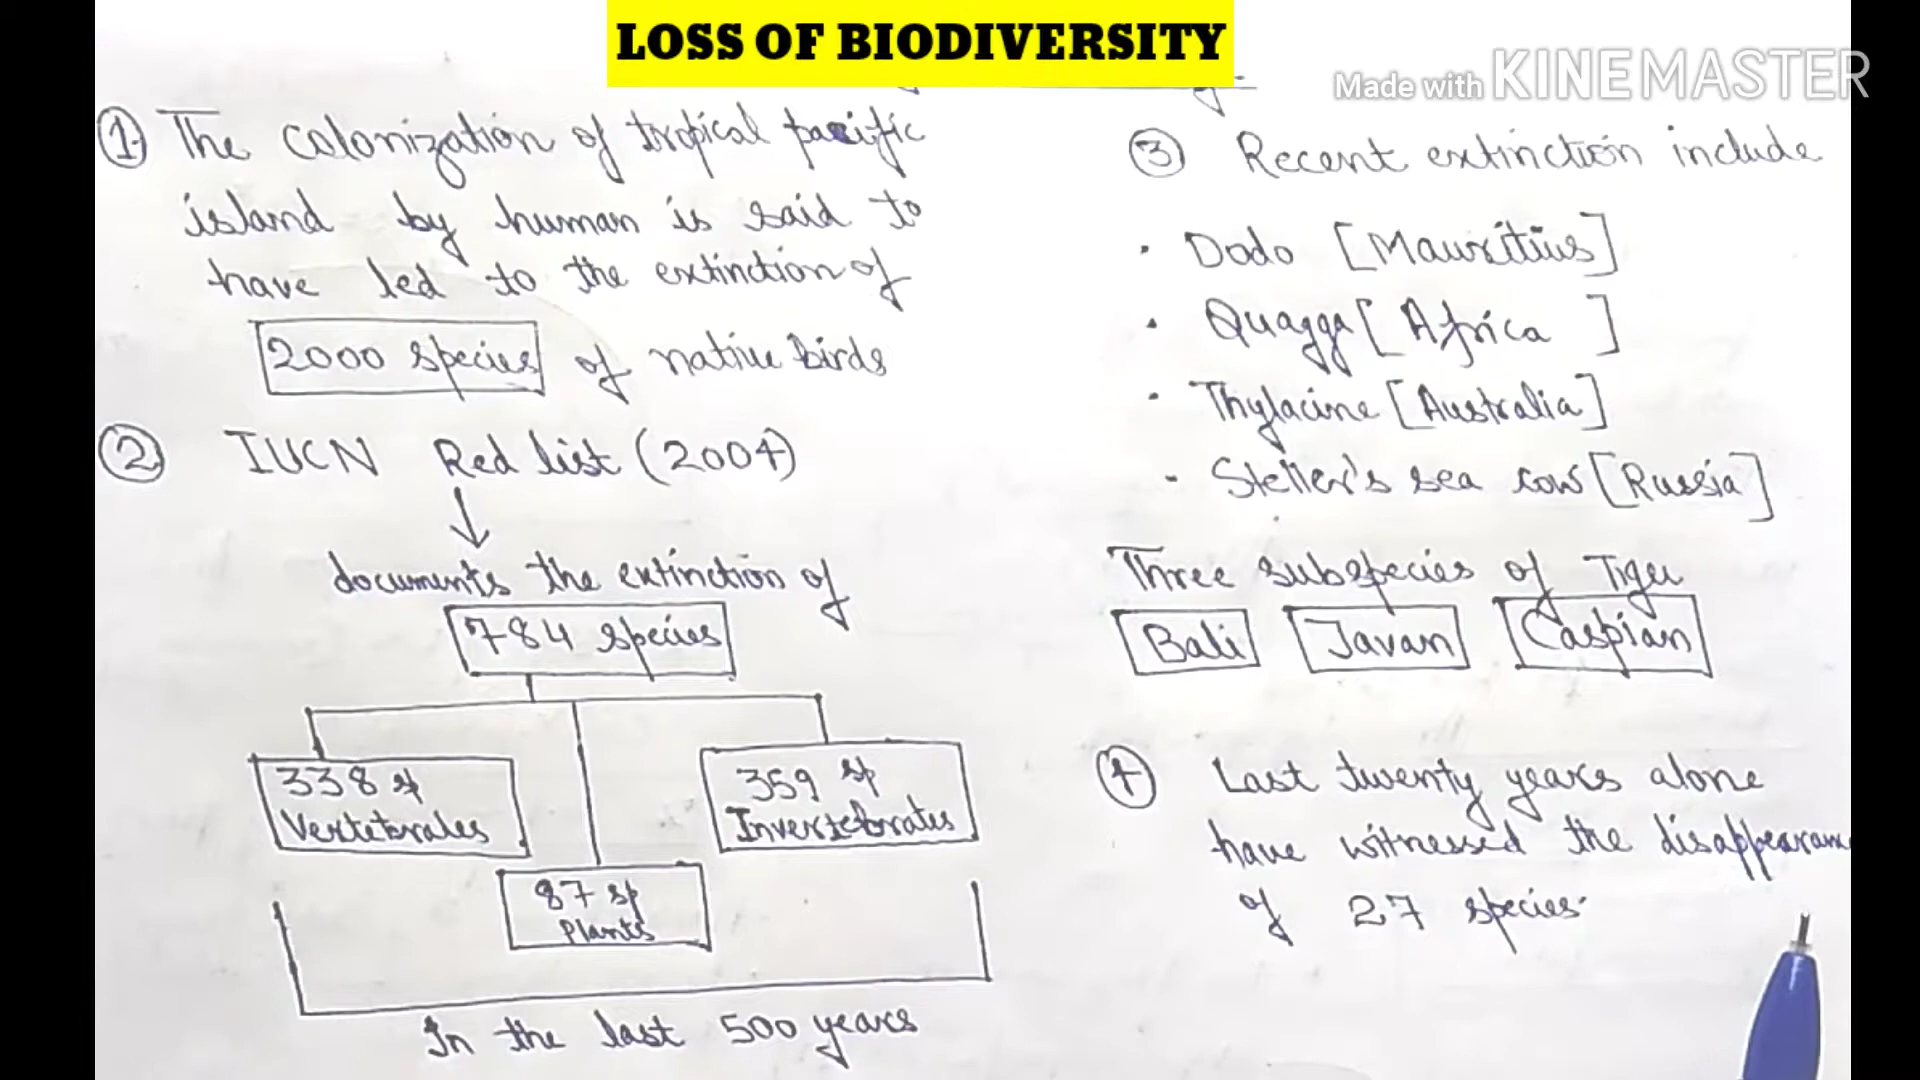 LOSS OF BIODIVERSITY
Made with KINEMASTER
① The colonization of tropical pacific
island by human is said to
have led to the extinction of
2000 species of native birds
② IUCN Red list (2004)
documents the extinction of
784 species
338 sp
Vertebrates
359 sp
Invertebrates
87 sp
Plants
In the last 500 years
③ Recent extinction include
· Dodo [Mauritius]
· Quagga [Africa ]
· Thylacine [Australia]
- Steller's sea cow [Russia]
Three subspecies of Tiger
Bali Javan Caspian
④ Last twenty years alone
have witnessed the disappearanc
of 27 species.